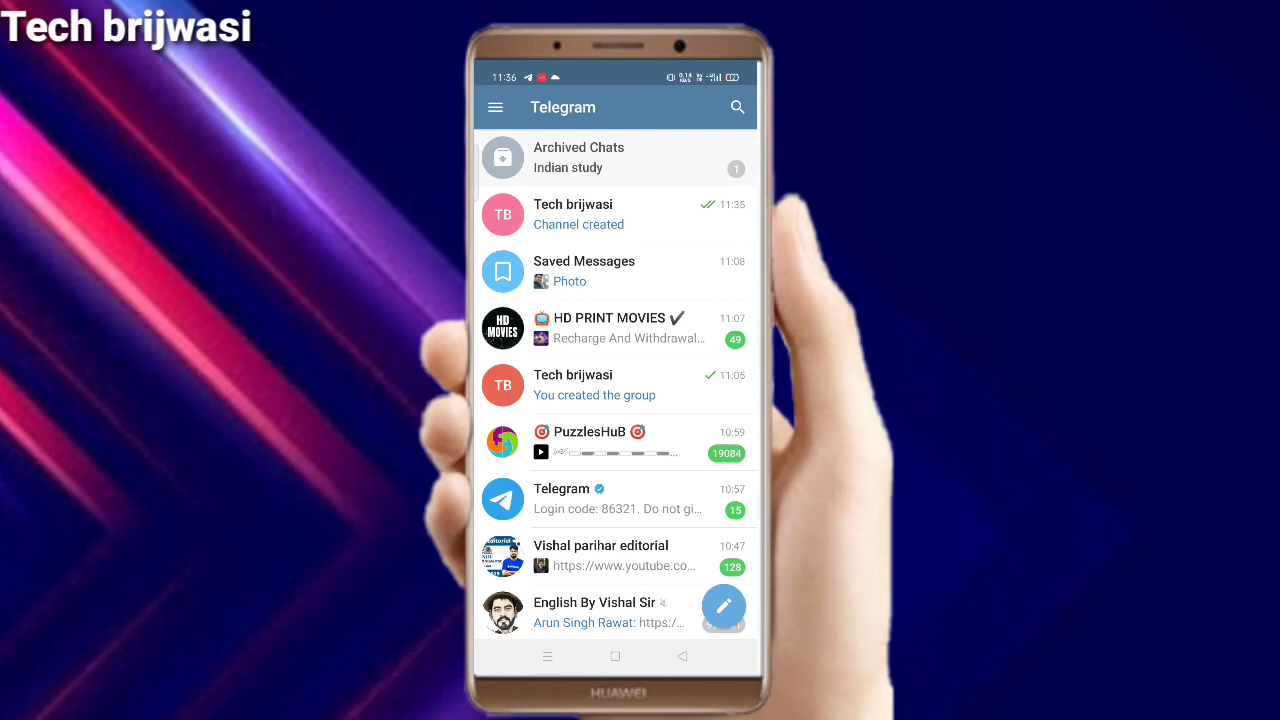 Tech brijwasi
11:36
Telegram
Archived Chats
Indian study
1
TB
Tech brijwasi
11:35
Channel created
Saved Messages
11:08
Photo
HD MOVIES
📺 HD PRINT MOVIES ✔
11:07
Recharge And Withdrawal...
49
TB
Tech brijwasi
11:05
You created the group
🎯 PuzzlesHuB 🎯
10:59
19084
Telegram
10:57
Login code: 86321. Do not gi...
15
Vishal parihar editorial
10:47
https://www.youtube.co...
128
English By Vishal Sir
Arun Singh Rawat: https:/...
HUAWEI